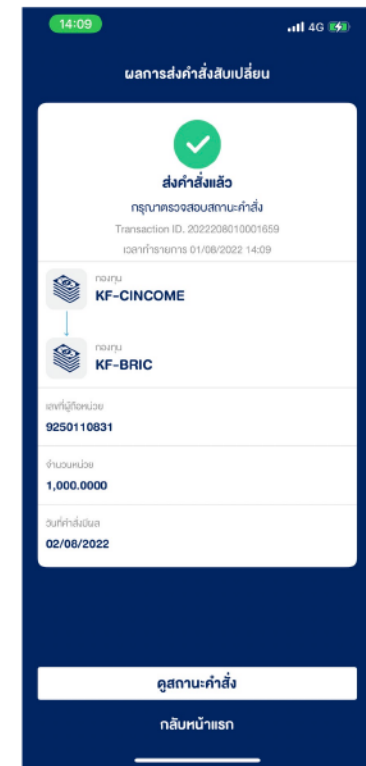 14:09
4G
ผลการส่งคำสั่งสับเปลี่ยน
ส่งคำสั่งแล้ว
กรุณาตรวจสอบสถานะคำสั่ง
Transaction ID. 2022208010001659
เวลาทำรายการ 01/08/2022 14:09
กองทุน
KF-CINCOME
กองทุน
KF-BRIC
เลขที่ผู้ถือหน่วย
9250110831
จำนวนหน่วย
1,000.0000
วันที่คำสั่งมีผล
02/08/2022
ดูสถานะคำสั่ง
กลับหน้าแรก